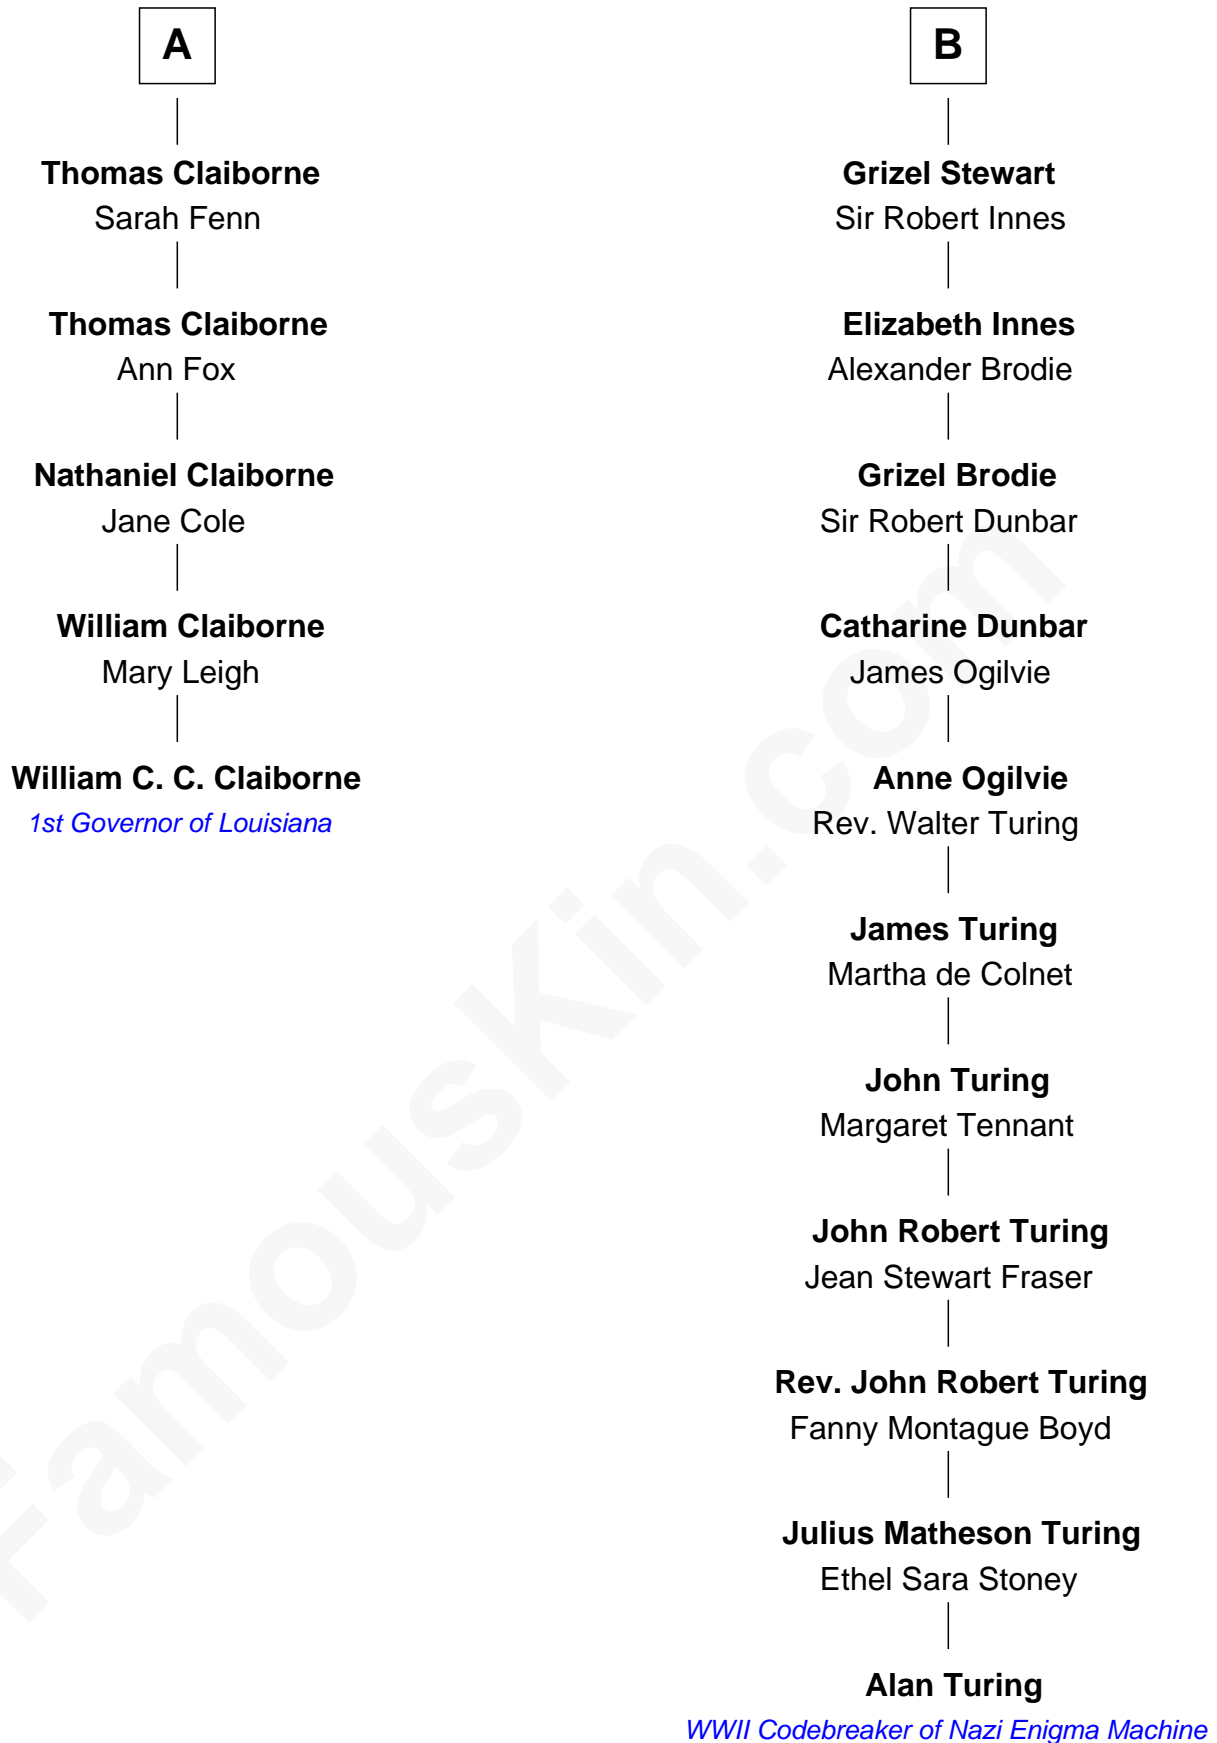 A
Thomas Claiborne
Sarah Fenn
Thomas Claiborne
Ann Fox
Nathaniel Claiborne
Jane Cole
William Claiborne
Mary Leigh
William C. C. Claiborne
1st Governor of Louisiana
B
Grizel Stewart
Sir Robert Innes
Elizabeth Innes
Alexander Brodie
Grizel Brodie
Sir Robert Dunbar
Catharine Dunbar
James Ogilvie
Anne Ogilvie
Rev. Walter Turing
James Turing
Martha de Colnet
John Turing
Margaret Tennant
John Robert Turing
Jean Stewart Fraser
Rev. John Robert Turing
Fanny Montague Boyd
Julius Matheson Turing
Ethel Sara Stoney
Alan Turing
WWII Codebreaker of Nazi Enigma Machine
FamousKin.com